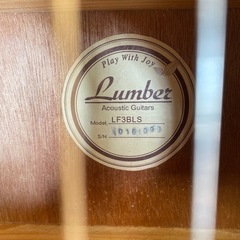 Play With Joy
Lumber
Acoustic Guitars
Model. LF3BLS
S/N.